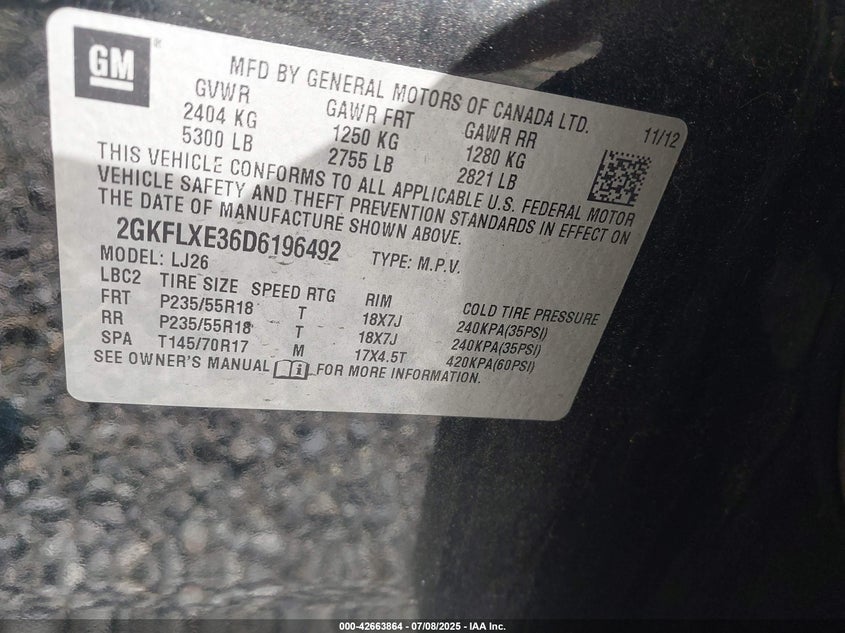 GM
MFD BY GENERAL MOTORS OF CANADA LTD.
GVWR GAWR FRT GAWR RR 11/12
2404 KG 1250 KG 1280 KG
5300 LB 2755 LB 2821 LB
THIS VEHICLE CONFORMS TO ALL APPLICABLE U.S. FEDERAL MOTOR
VEHICLE SAFETY AND THEFT PREVENTION STANDARDS IN EFFECT ON
THE DATE OF MANUFACTURE SHOWN ABOVE.
2GKFLXE36D6196492 TYPE: M.P.V.
MODEL: LJ26
LBC2 TIRE SIZE SPEED RTG RIM COLD TIRE PRESSURE
FRT P235/55R18 T 18X7J 240KPA(35PSI)
RR P235/55R18 T 18X7J 240KPA(35PSI)
SPA T145/70R17 M 17X4.5T 420KPA(60PSI)
SEE OWNER'S MANUAL FOR MORE INFORMATION.
000-42663864 - 07/08/2025 - IAA Inc.